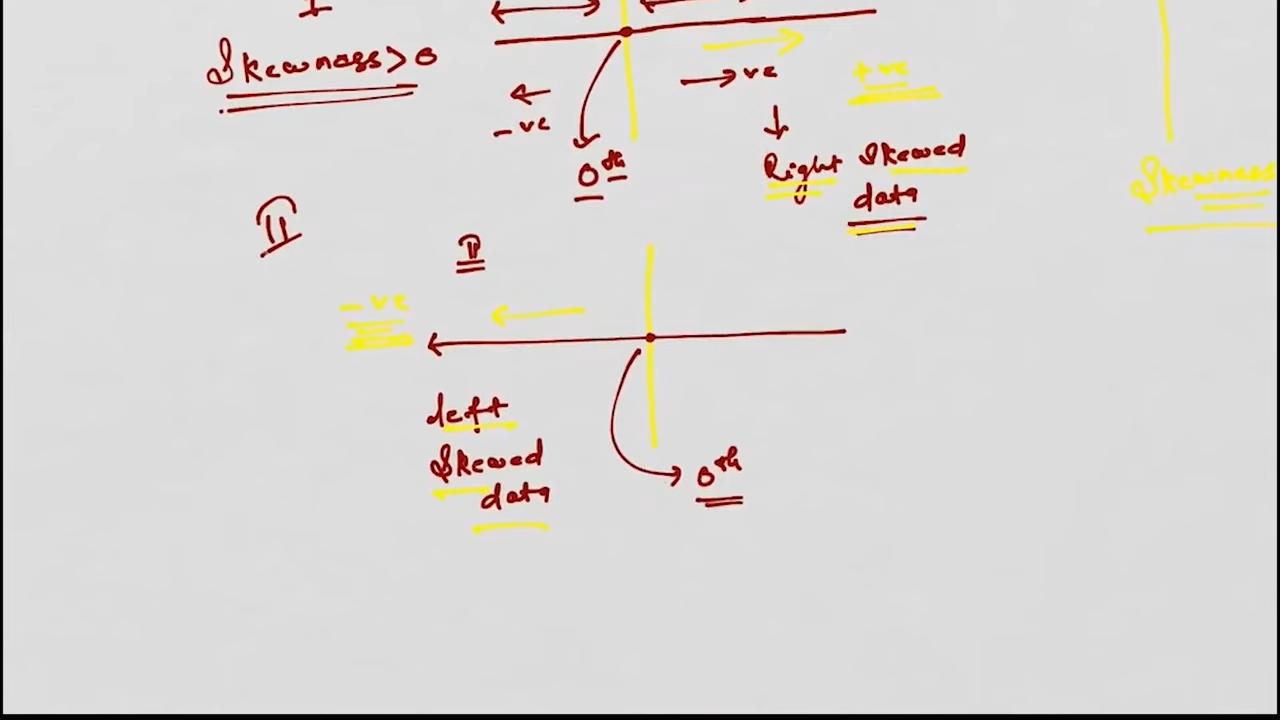 I
Skewness > 0
-ve
→ ve
+ve
0th
Right Skewed
data
Skewness
II
II
-ve
left
Skewed
data
0th